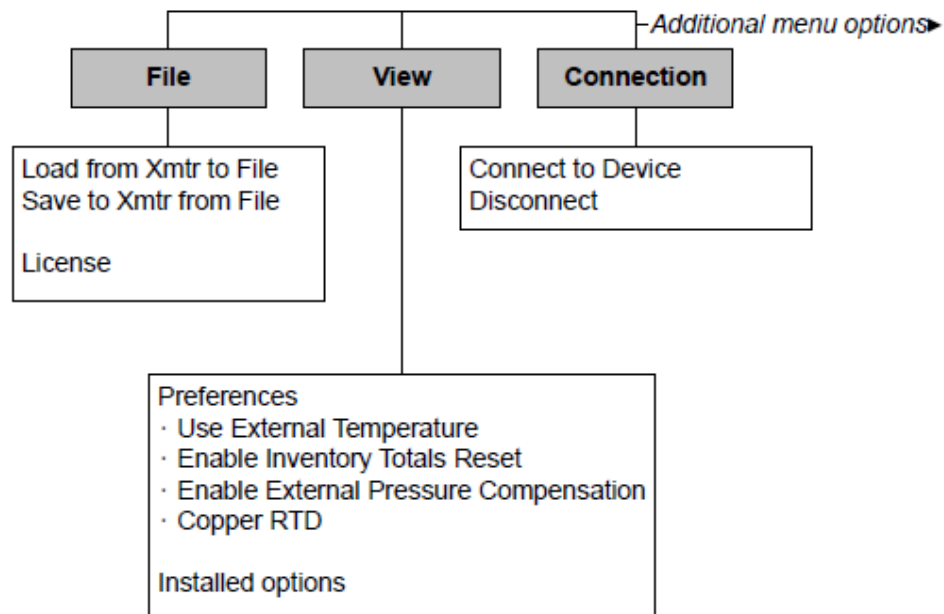 Additional menu options
File
View
Connection
Load from Xmtr to File
Save to Xmtr from File
License
Connect to Device
Disconnect
Preferences
· Use External Temperature
· Enable Inventory Totals Reset
· Enable External Pressure Compensation
· Copper RTD
Installed options